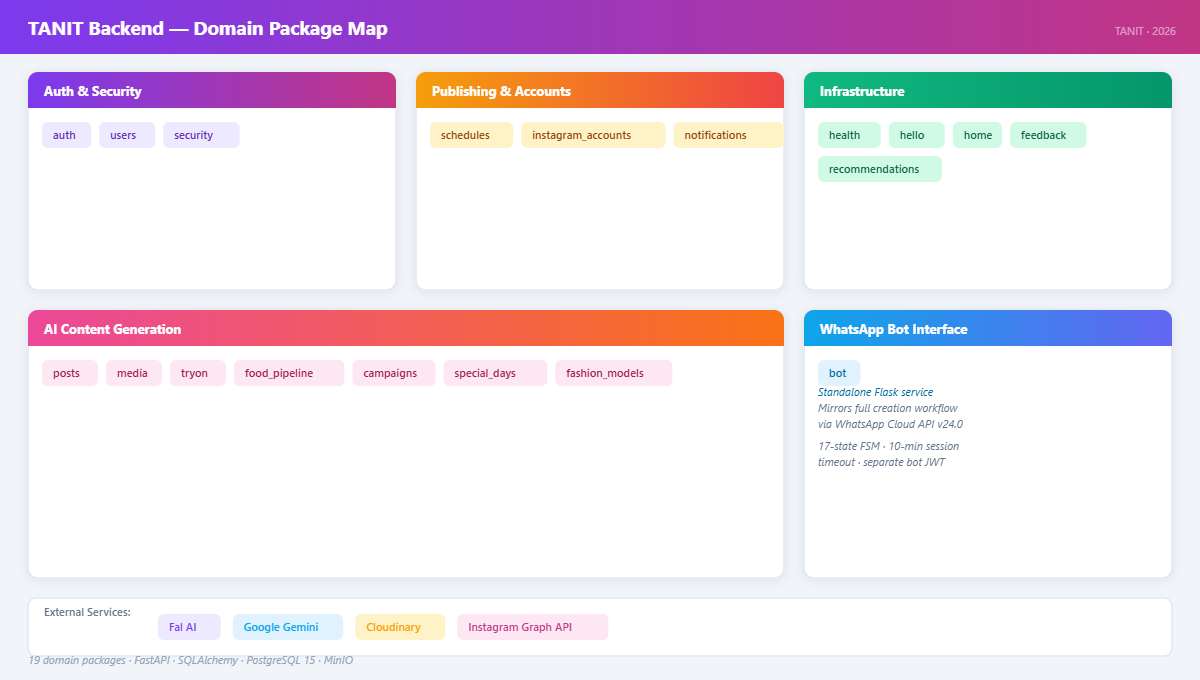 TANIT Backend — Domain Package Map
TANIT · 2026
Auth & Security
auth users security
Publishing & Accounts
schedules instagram_accounts notifications
Infrastructure
health hello home feedback
recommendations
AI Content Generation
posts media tryon food_pipeline campaigns special_days fashion_models
WhatsApp Bot Interface
bot
Standalone Flask service
Mirrors full creation workflow
via WhatsApp Cloud API v24.0
17-state FSM · 10-min session
timeout · separate bot JWT
External Services:
Fal AI Google Gemini Cloudinary Instagram Graph API
19 domain packages · FastAPI · SQLAlchemy · PostgreSQL 15 · MinIO